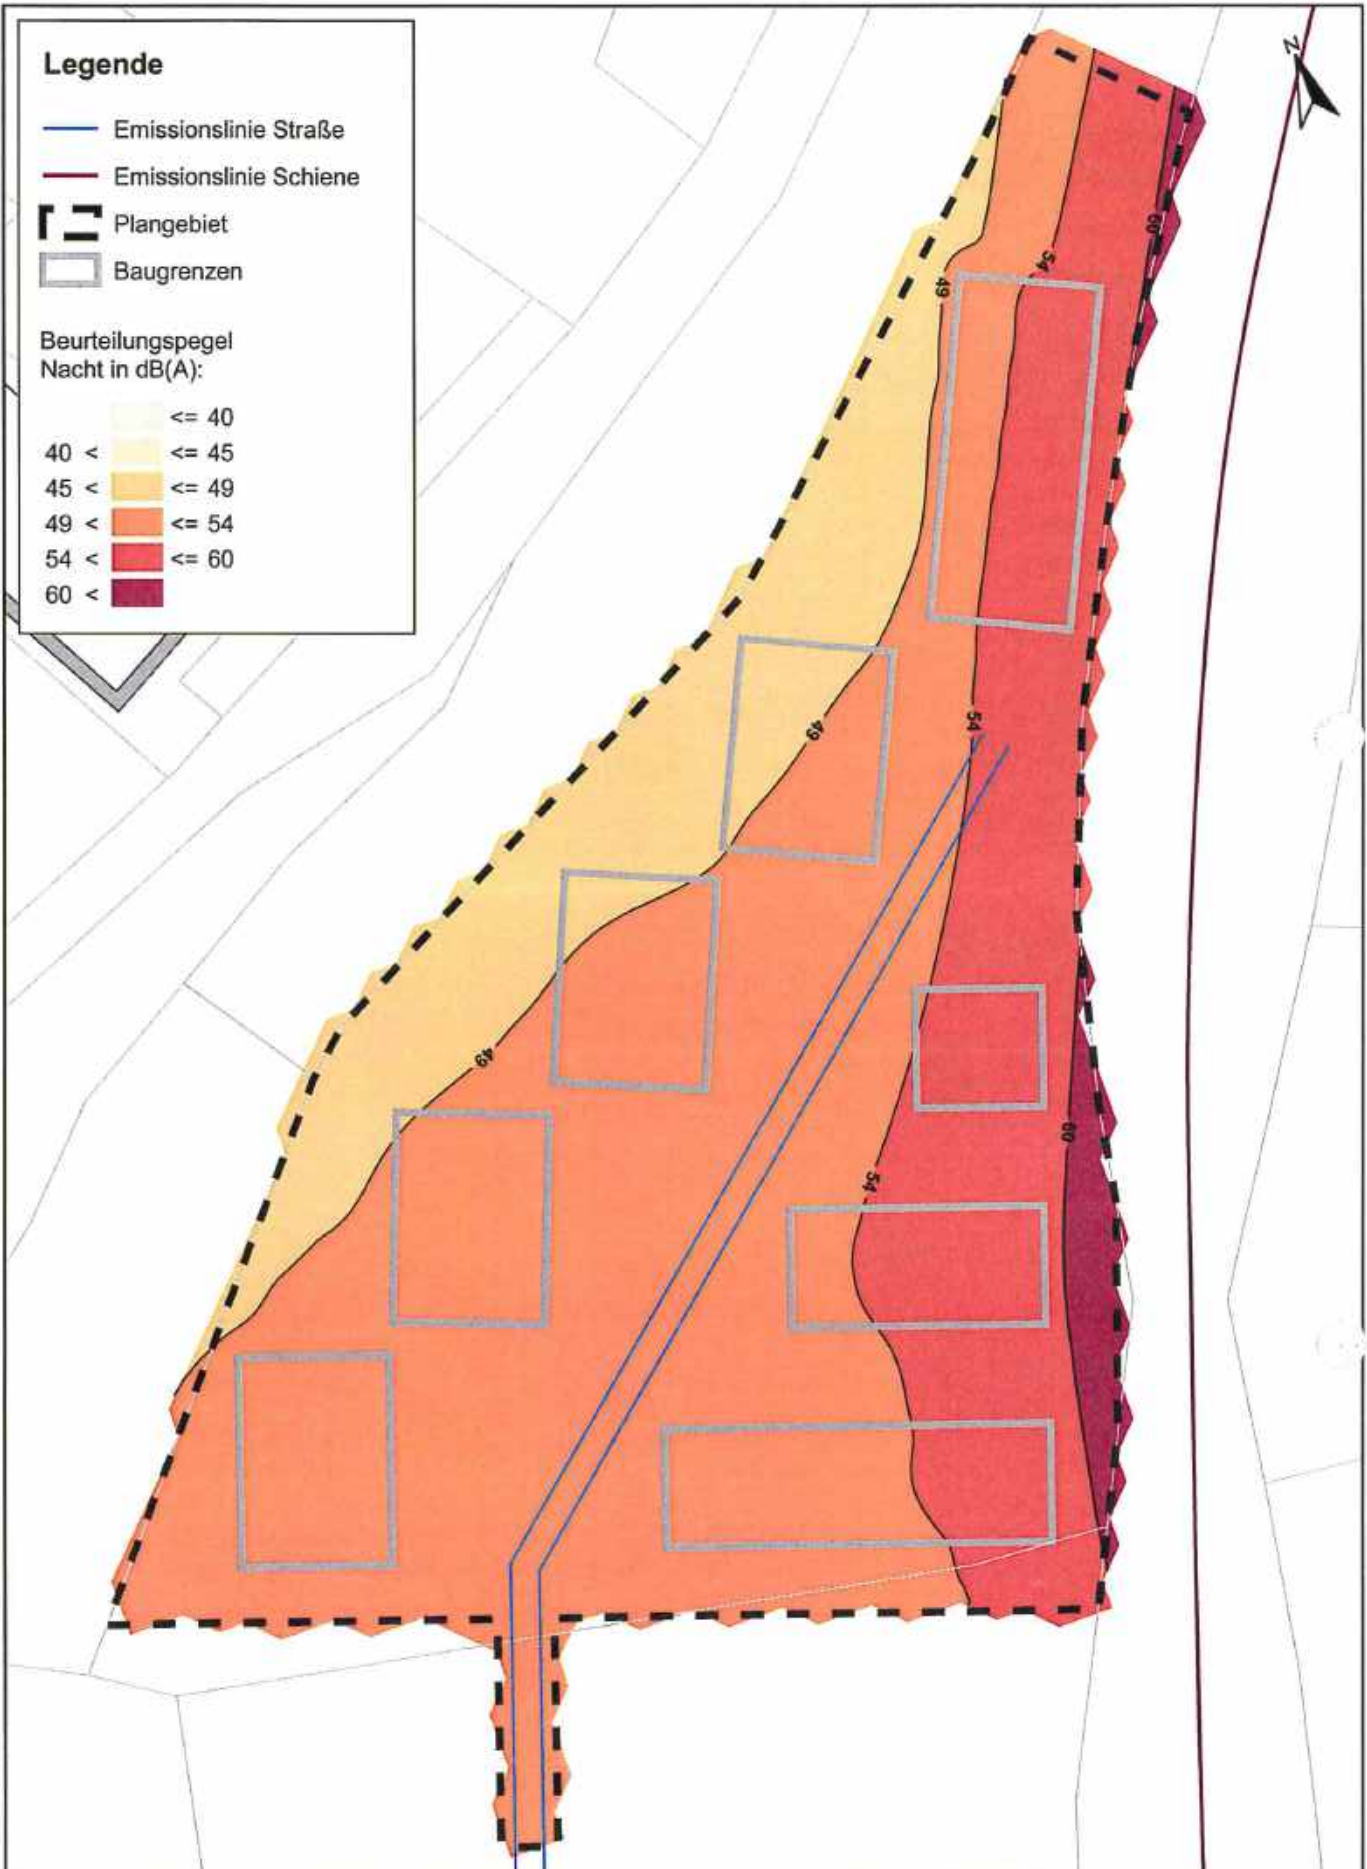 Legende
Emissionslinie Straße
Emissionslinie Schiene
Plangebiet
Baugrenzen
Beurteilungspegel
Nacht in dB(A):
<= 40
40 < <= 45
45 < <= 49
49 < <= 54
54 < <= 60
60 <
N
60
54
49
49
54
49
60
54